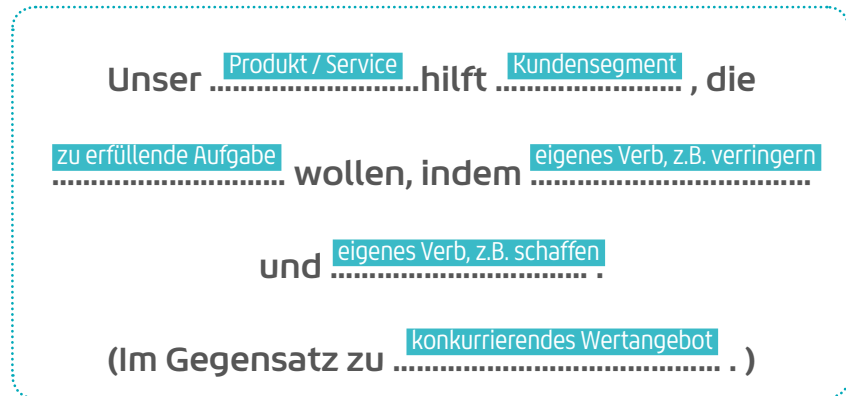 Unser Produkt / Service hilft Kundensegment , die
zu erfüllende Aufgabe wollen, indem eigenes Verb, z.B. verringern
und eigenes Verb, z.B. schaffen .
(Im Gegensatz zu konkurrierendes Wertangebot . )